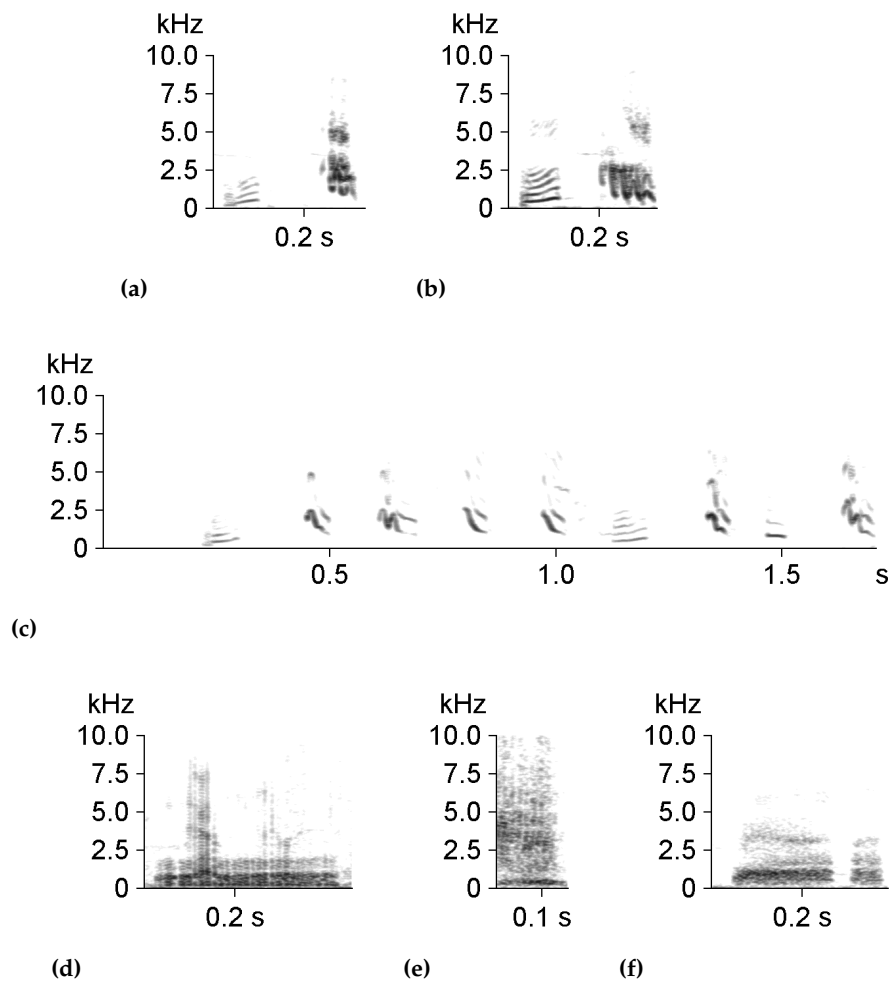 kHz kHz
10.0 10.0
7.5 7.5
5.0 5.0
2.5 2.5
0 0
0.2 s 0.2 s
(a) (b)
kHz
10.0
7.5
5.0
2.5
0
0.5 1.0 1.5 s
(c)
kHz kHz kHz
10.0 10.0 10.0
7.5 7.5 7.5
5.0 5.0 5.0
2.5 2.5 2.5
0 0 0
0.2 s 0.1 s 0.2 s
(d) (e) (f)